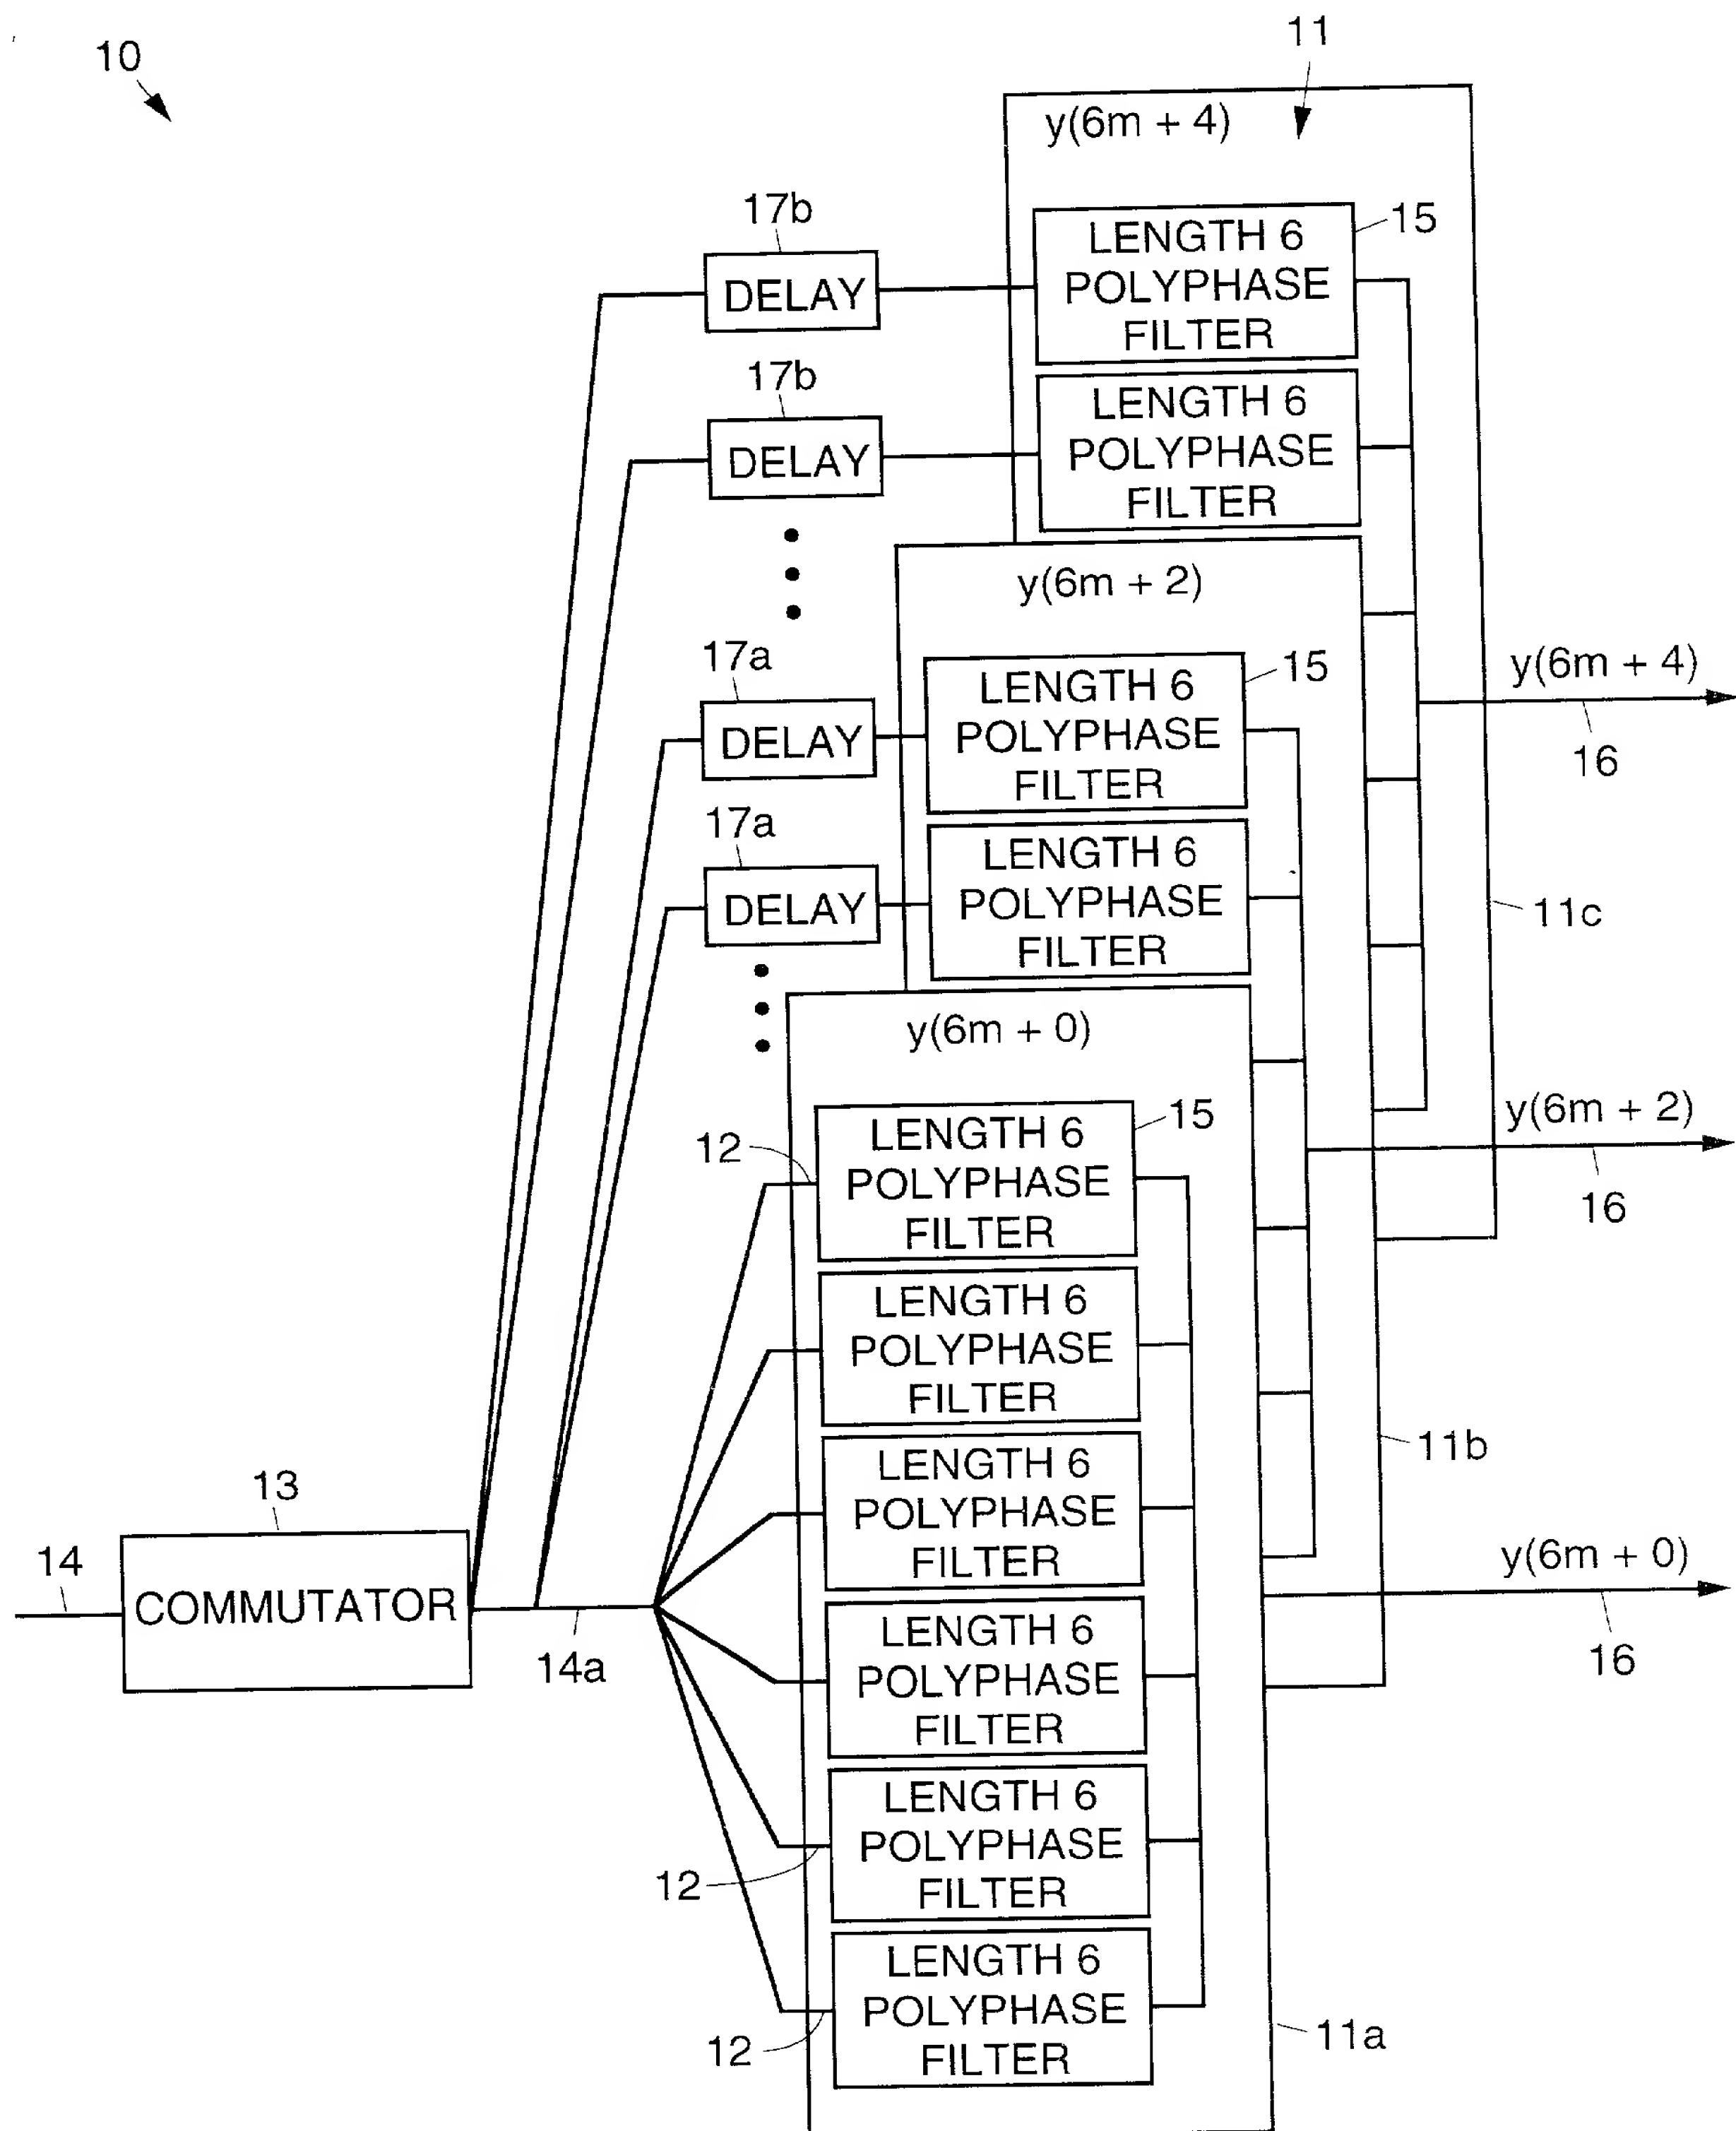 10
11
y(6m + 4)
17b
15
DELAY
LENGTH 6
POLYPHASE
FILTER
17b
DELAY
LENGTH 6
POLYPHASE
FILTER
y(6m + 2)
17a
15
DELAY
LENGTH 6
POLYPHASE
FILTER
y(6m + 4)
16
17a
DELAY
LENGTH 6
POLYPHASE
FILTER
11c
y(6m + 0)
12
15
LENGTH 6
POLYPHASE
FILTER
y(6m + 2)
16
LENGTH 6
POLYPHASE
FILTER
11b
LENGTH 6
POLYPHASE
FILTER
13
14
COMMUTATOR
14a
y(6m + 0)
16
LENGTH 6
POLYPHASE
FILTER
12
LENGTH 6
POLYPHASE
FILTER
12
LENGTH 6
POLYPHASE
FILTER
11a